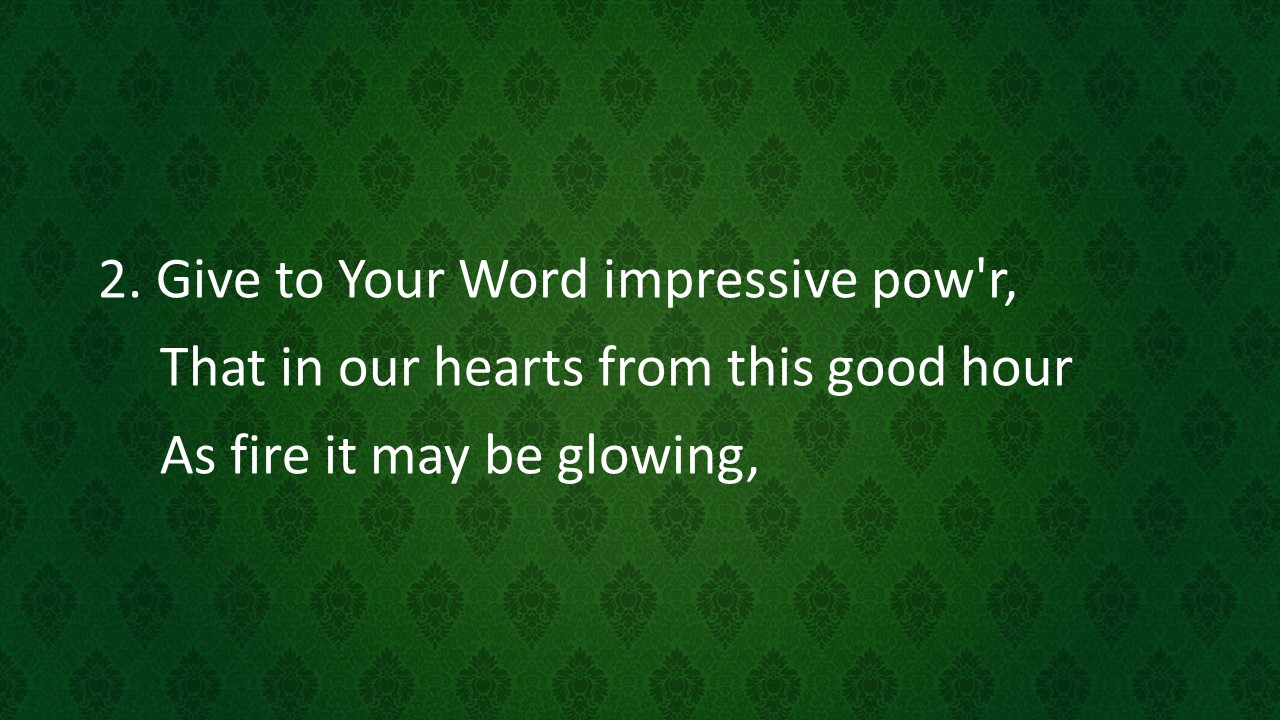 2. Give to Your Word impressive pow'r,
That in our hearts from this good hour
As fire it may be glowing,